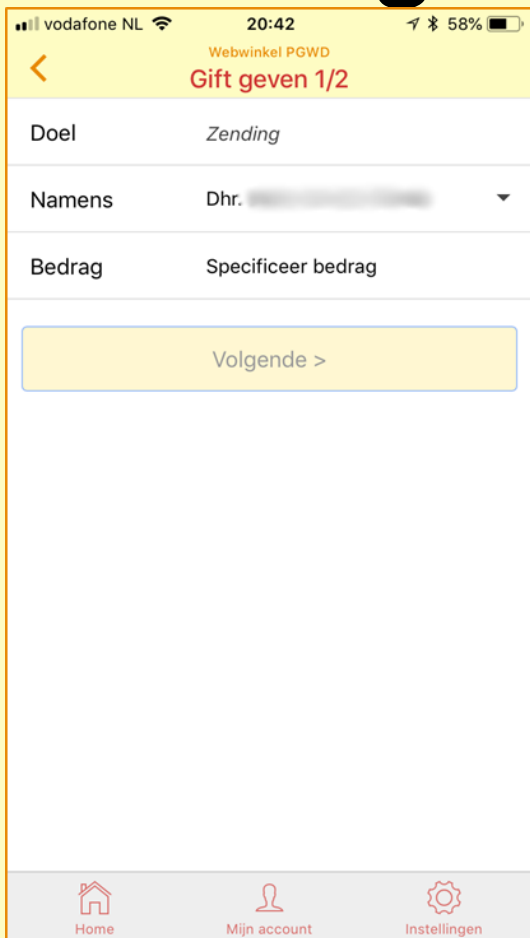 vodafone NL 20:42 58%
Webwinkel PGWD
Gift geven 1/2
Doel Zending
Namens Dhr.
Bedrag Specificeer bedrag
Volgende >
Home Mijn account Instellingen